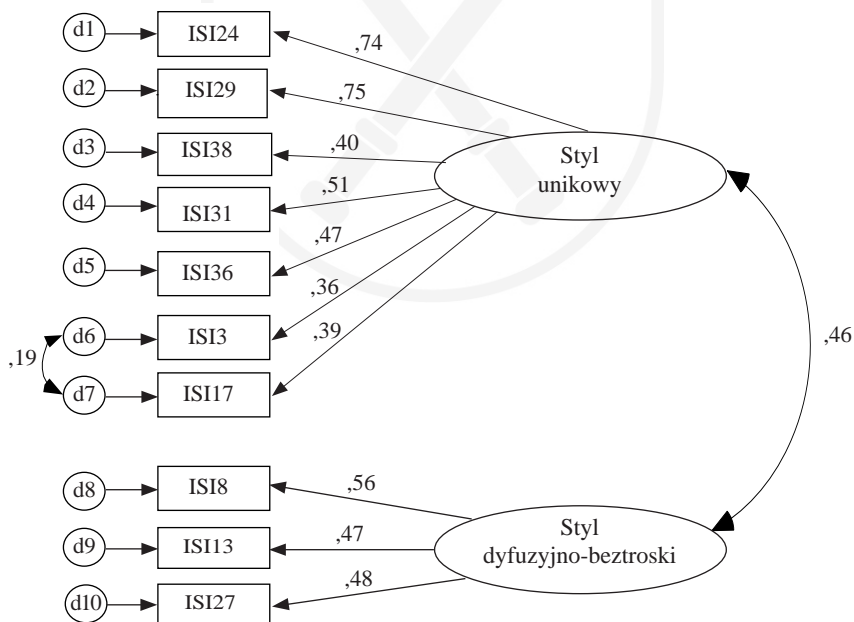 d1
ISI24
,74
d2
ISI29
,75
d3
ISI38
,40
Styl
unikowy
d4
ISI31
,51
d5
ISI36
,47
,36
d6
ISI3
,39
,19
,46
d7
ISI17
d8
ISI8
,56
Styl
dyfuzyjno-beztroski
d9
ISI13
,47
d10
ISI27
,48